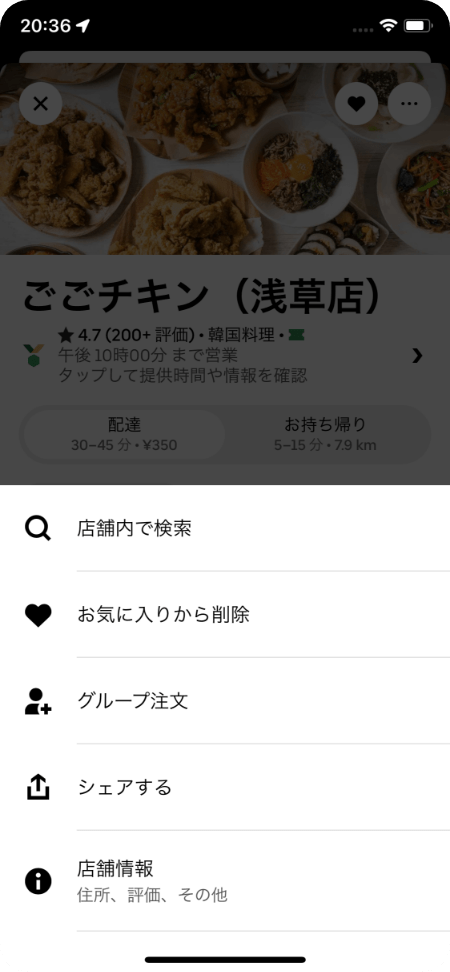 20:36
ごごチキン（浅草店）
★ 4.7 (200+ 評価) • 韓国料理 •
午後 10時00分 まで営業
タップして提供時間や情報を確認
配達
30–45 分 • ¥350
お持ち帰り
5–15 分 • 7.9 km
店舗内で検索
お気に入りから削除
グループ注文
シェアする
店舗情報
住所、評価、その他